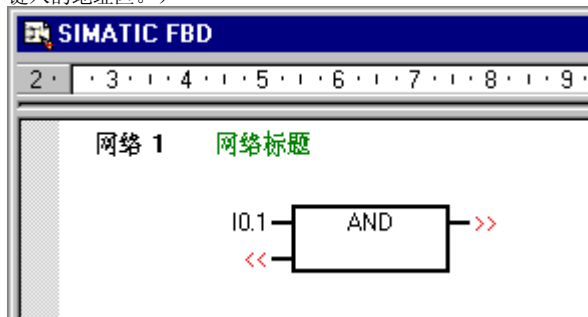 SIMATIC FBD
2 · · 3 · ı · 4 · ı · 5 · ı · 6 · ı · 7 · ı · 8 · ı · 9 ·
网络 1 网络标题
I0.1 AND >>
<<